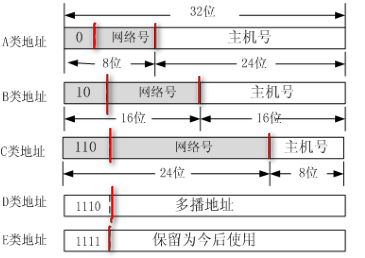 32位
A类地址 0 网络号 主机号
8位 24位
B类地址 10 网络号 主机号
16位 16位
C类地址 110 网络号 主机号
24位 8位
D类地址 1110 多播地址
E类地址 1111 保留为今后使用